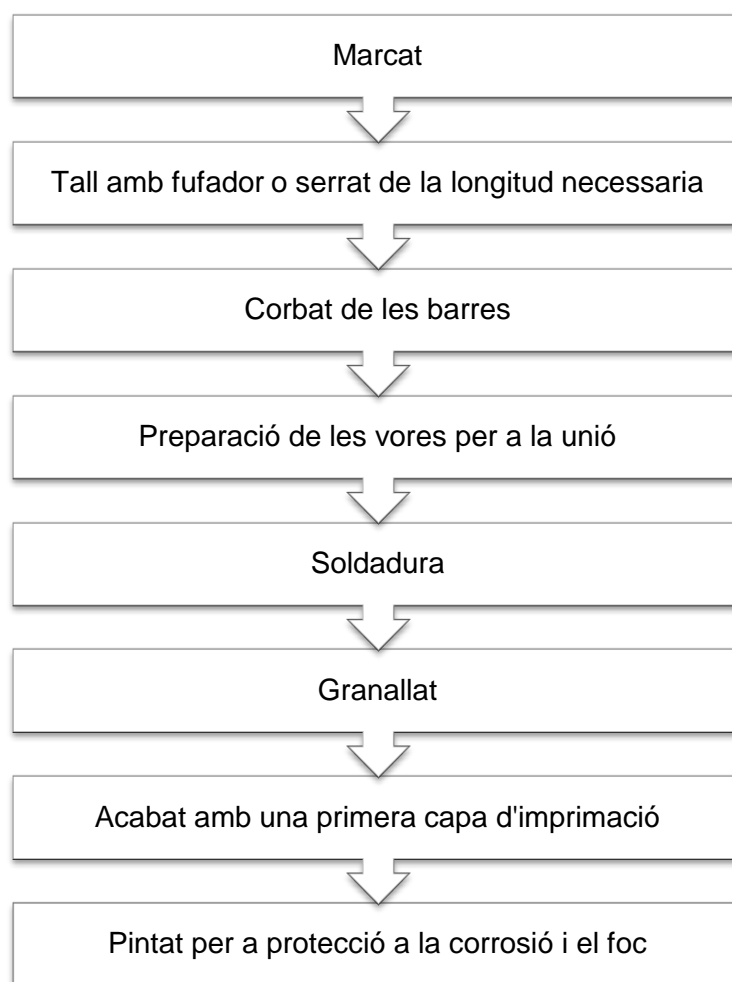 Marcat
Tall amb fufador o serrat de la longitud necessaria
Corbat de les barres
Preparació de les vores per a la unió
Soldadura
Granallat
Acabat amb una primera capa d'imprimació
Pintat per a protecció a la corrosió i el foc